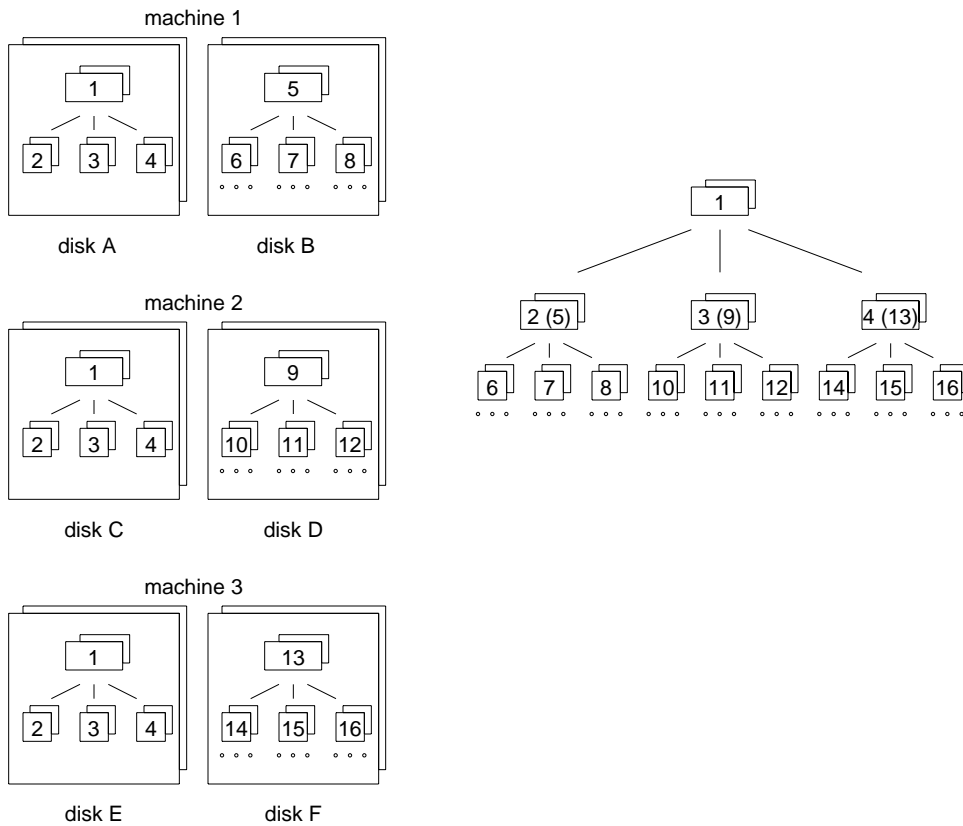 machine 1
1
5
2 3 4
6 7 8
disk A
disk B
machine 2
1
9
2 3 4
10 11 12
disk C
disk D
machine 3
1
13
2 3 4
14 15 16
disk E
disk F
1
2 (5)
3 (9)
4 (13)
6 7 8 10 11 12 14 15 16